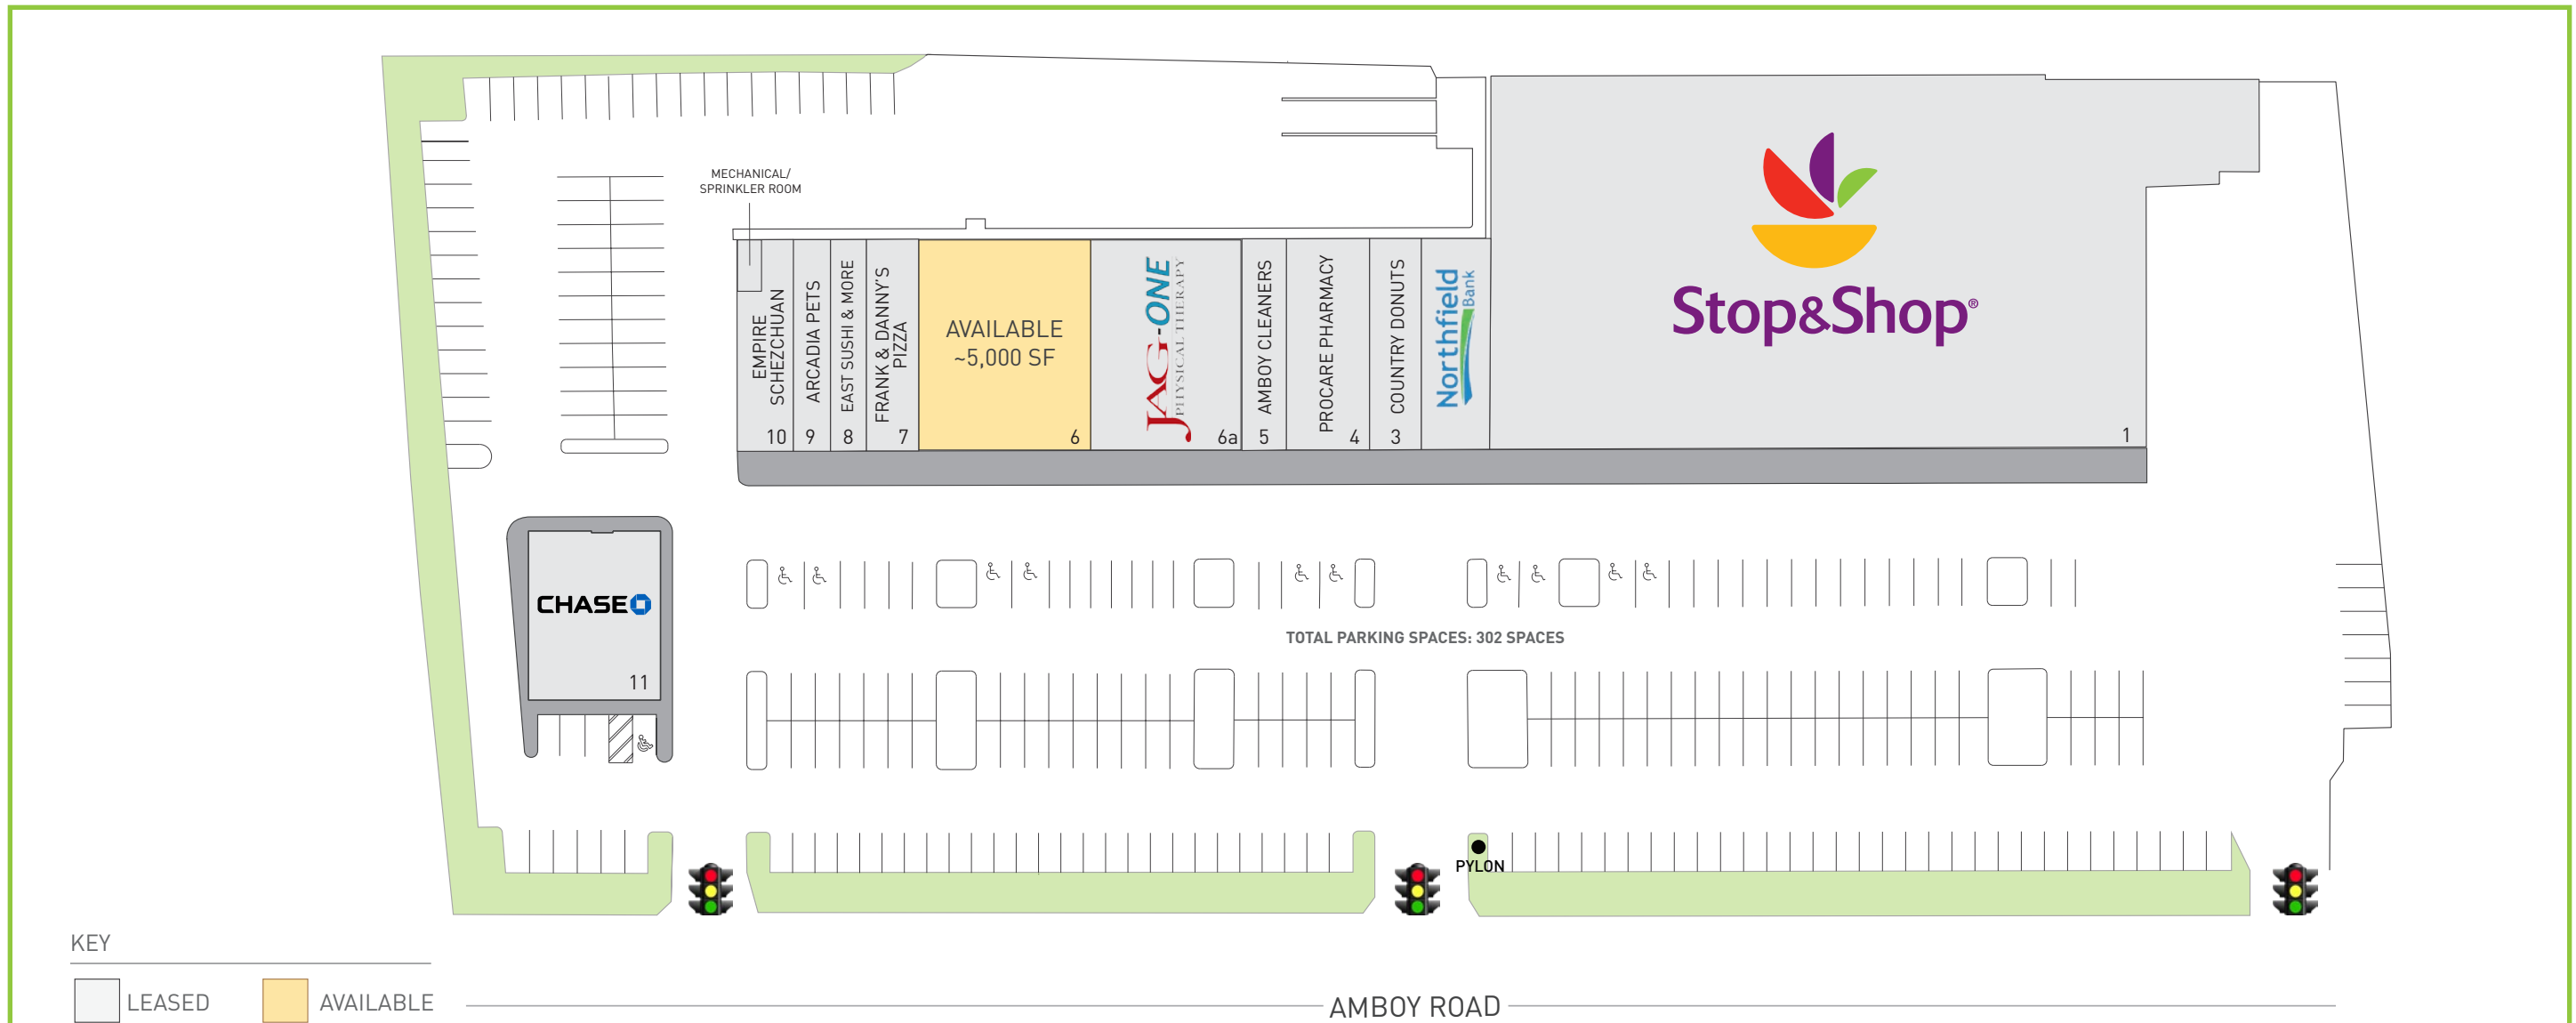 MECHANICAL/
SPRINKLER ROOM
EMPIRE
SCHEZCHUAN
10
ARCADIA PETS
9
EAST SUSHI & MORE
8
FRANK & DANNY'S
PIZZA
7
AVAILABLE
~5,000 SF
6
JAG-ONE
PHYSICAL THERAPY
6a
AMBOY CLEANERS
5
PROCARE PHARMACY
4
COUNTRY DONUTS
3
Northfield
Bank
Stop&Shop®
1
CHASE
11
TOTAL PARKING SPACES: 302 SPACES
PYLON
KEY
LEASED
AVAILABLE
AMBOY ROAD